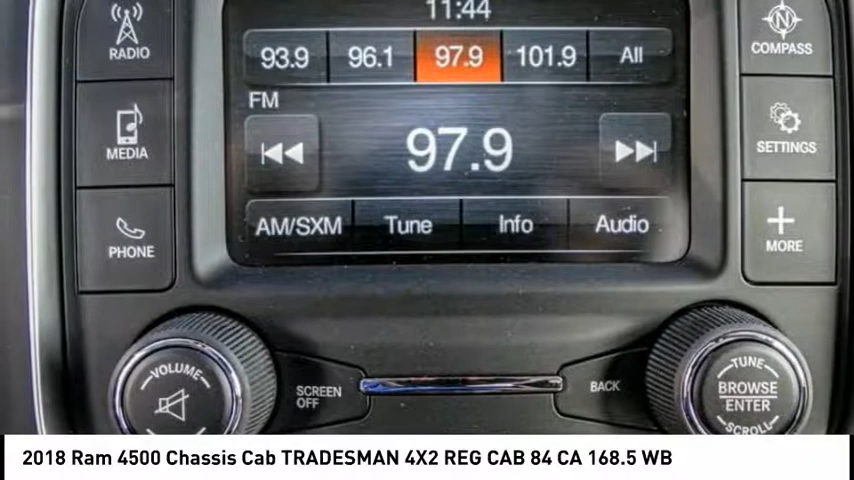 11:44
RADIO
93.9 96.1 97.9 101.9 All
N
COMPASS
FM
MEDIA
97.9
SETTINGS
PHONE
AM/SXM Tune Info Audio
MORE
VOLUME
SCREEN
OFF
BACK
TUNE
BROWSE
ENTER
SCROLL
2018 Ram 4500 Chassis Cab TRADESMAN 4X2 REG CAB 84 CA 168.5 WB